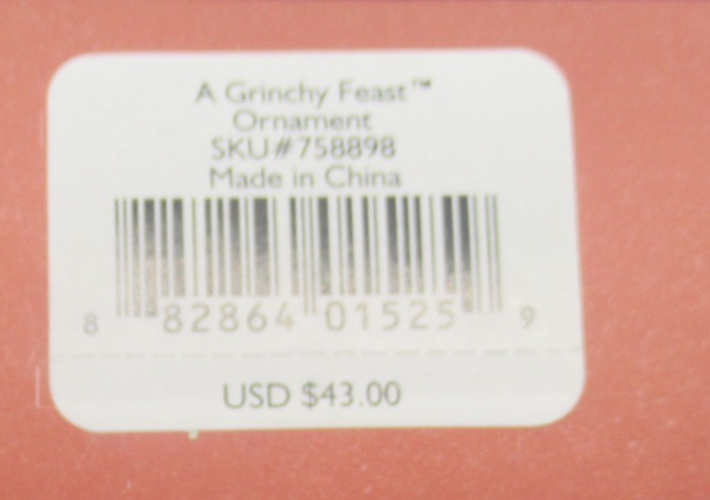 A Grinchy Feast™
Ornament
SKU#758898
Made in China
8 82864 01525 9
USD $43.00